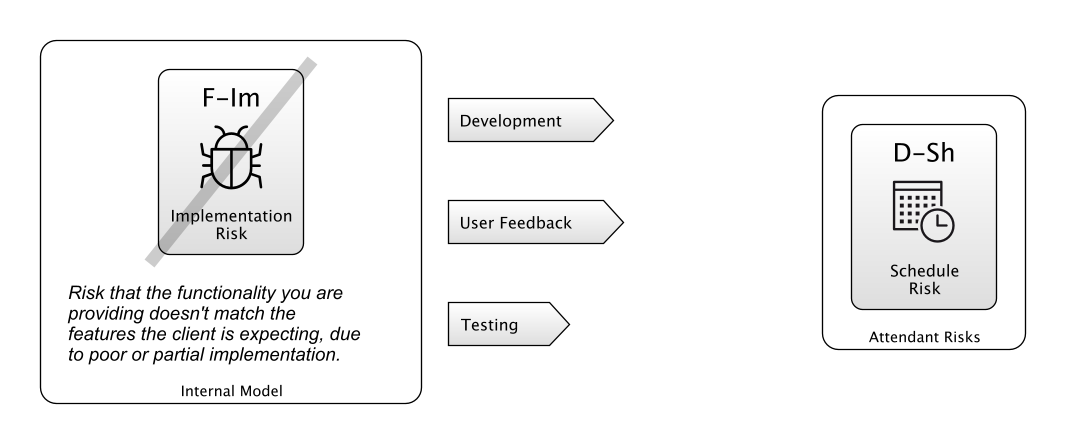 F-Im
Implementation
Risk
Risk that the functionality you are
providing doesn't match the
features the client is expecting, due
to poor or partial implementation.
Internal Model
Development
User Feedback
Testing
D-Sh
Schedule
Risk
Attendant Risks